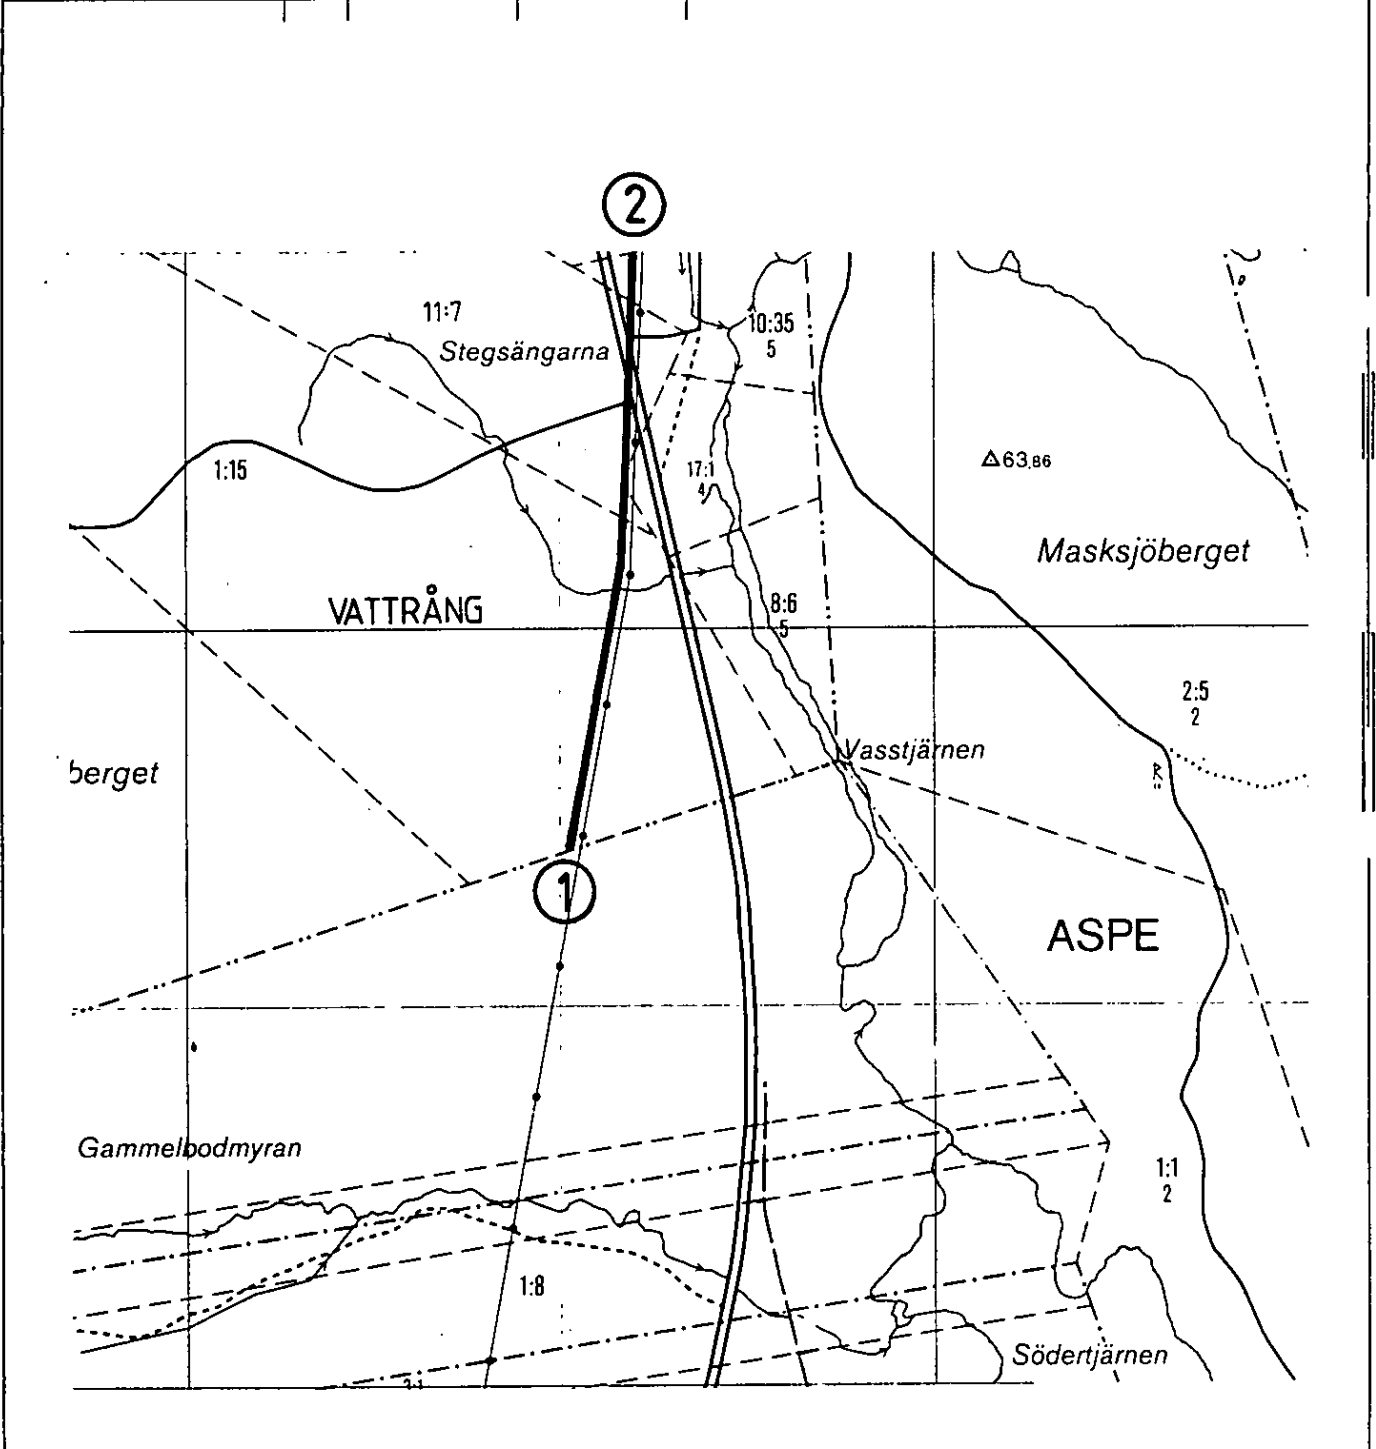 2
11:7
Stegsängarna
10:35
5
1:15
17:1
4
63,86
Masksjöberget
VATTRÅNG
8:6
5
2:5
2
Vasstjärnen
berget
R
1
ASPE
Gammelbodmyran
1:1
2
1:8
Södertjärnen